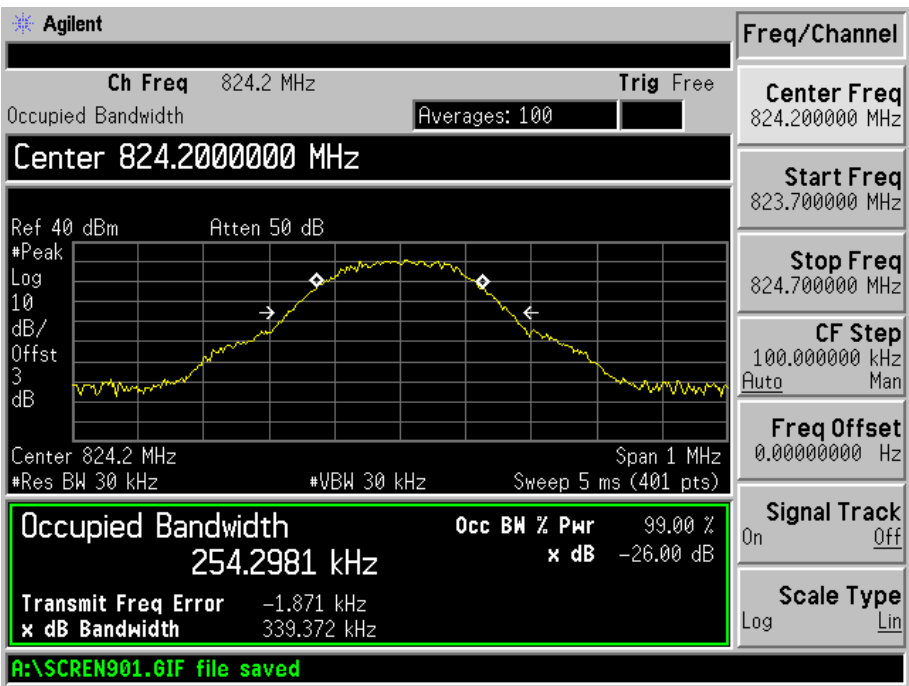 Agilent
Freq/Channel
Ch Freq 824.2 MHz Trig Free
Occupied Bandwidth Averages: 100
Center 824.2000000 MHz
Ref 40 dBm Atten 50 dB
#Peak
Log
10
dB/
Offst
3
dB
Center 824.2 MHz Span 1 MHz
#Res BW 30 kHz #VBW 30 kHz Sweep 5 ms (401 pts)
Occupied Bandwidth
254.2981 kHz
Occ BW % Pwr 99.00 %
x dB -26.00 dB
Transmit Freq Error -1.871 kHz
x dB Bandwidth 339.372 kHz
A:\SCREN901.GIF file saved
Center Freq
824.200000 MHz
Start Freq
823.700000 MHz
Stop Freq
824.700000 MHz
CF Step
100.000000 kHz
Auto Man
Freq Offset
0.00000000 Hz
Signal Track
On Off
Scale Type
Log Lin